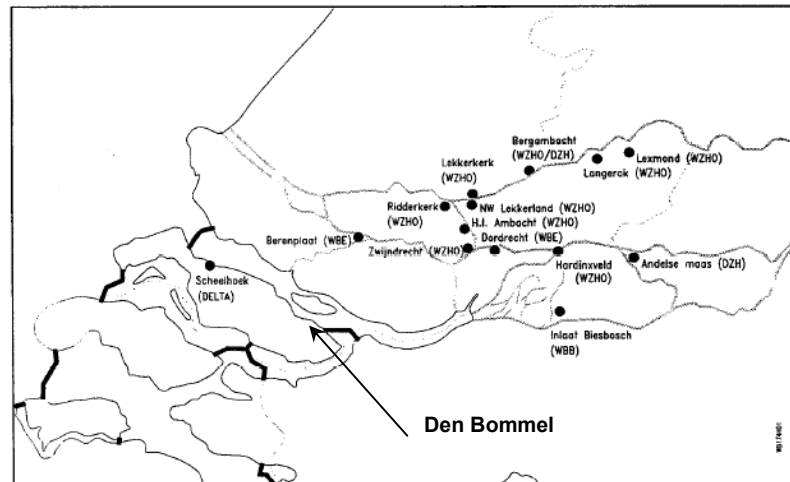 Bergambacht
(WZHO/DZH)
Lekkerkerk
(WZHO)
Lexmond (WZHO)
Langerak
(WZHO)
Ridderkerk
(WZHO)
NW Lekkerland (WZHO)
H.I. Ambacht (WZHO)
Dordrecht (WBE)
Berenplaat (WBE)
Zwijndrecht (WZHO)
Hardinxveld
(WZHO)
Andelse maas (DZH)
Scheelhoek
(DELTA)
Inlaat Biesbosch
(WBB)
Den Bommel